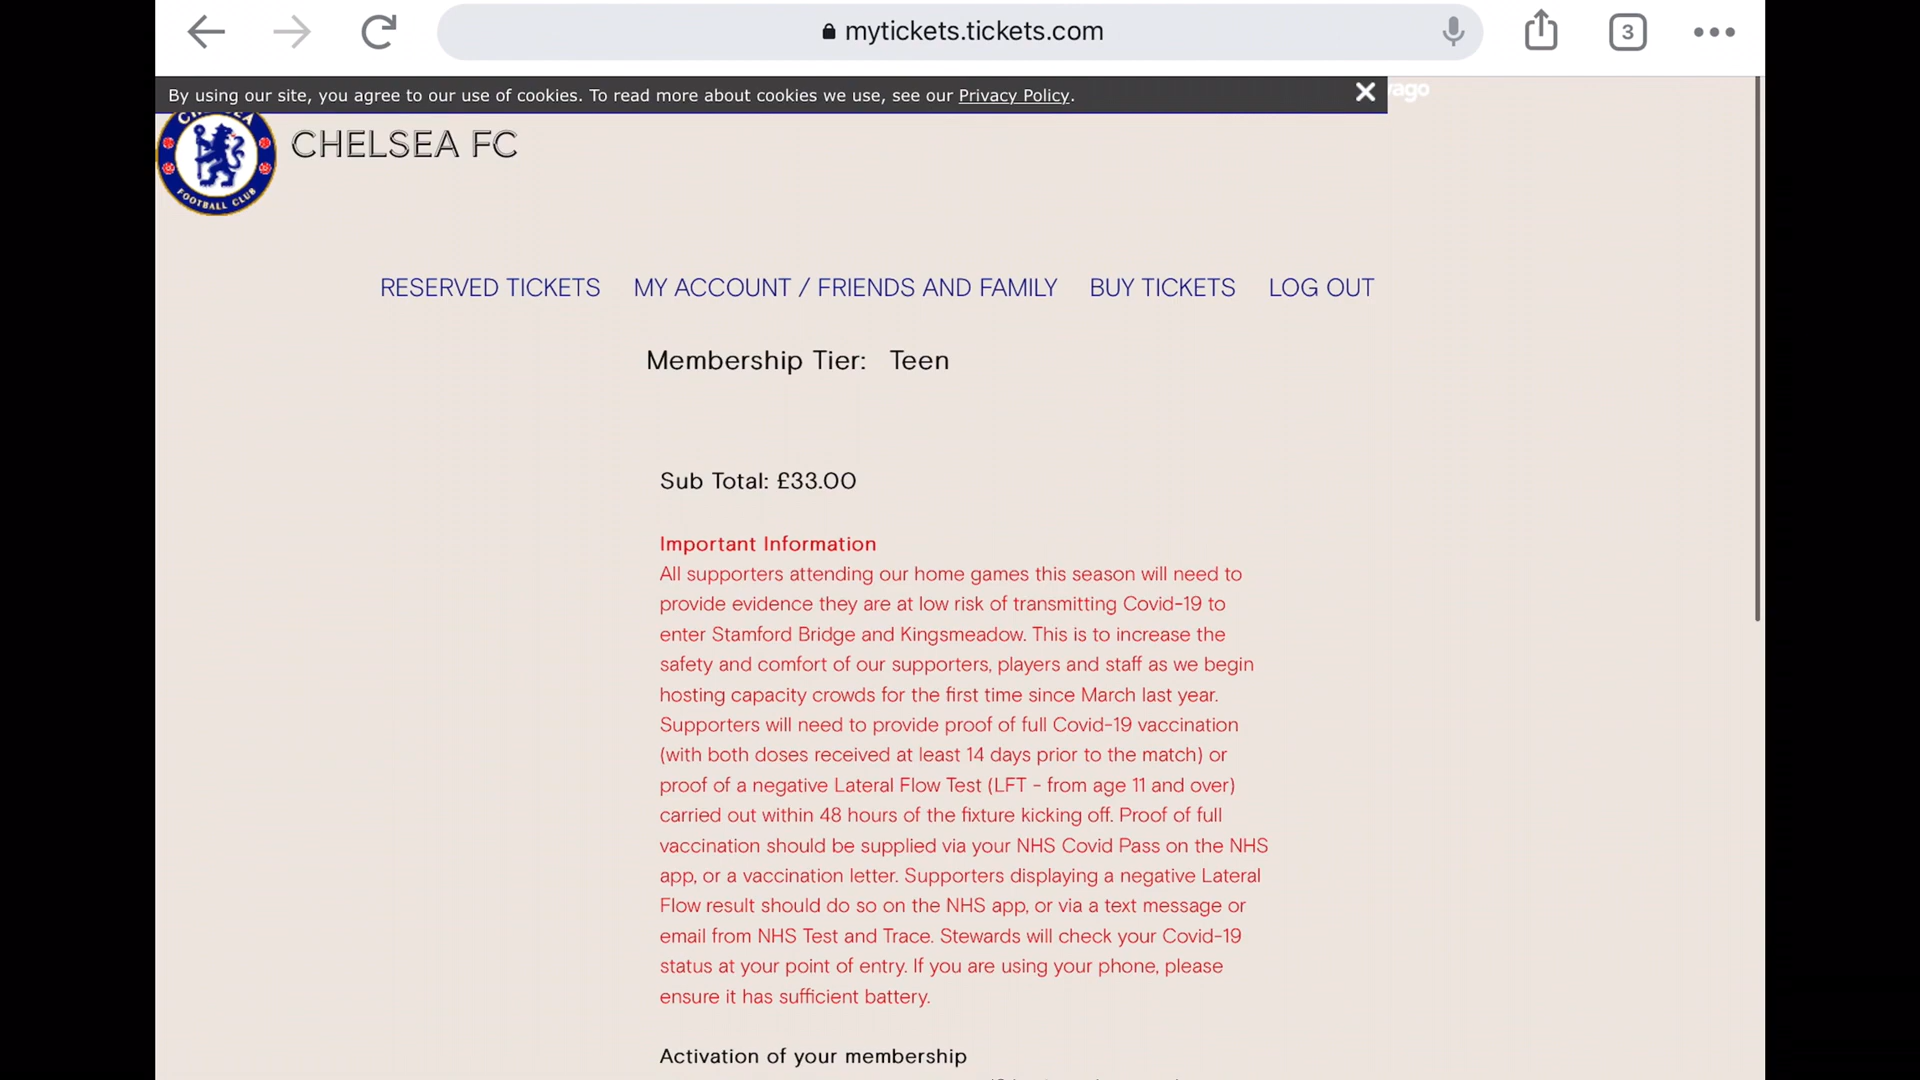 mytickets.tickets.com
3
By using our site, you agree to our use of cookies. To read more about cookies we use, see our Privacy Policy.
CHELSEA FC
FOOTBALL CLUB
RESERVED TICKETS MY ACCOUNT / FRIENDS AND FAMILY BUY TICKETS LOG OUT
Membership Tier: Teen
Sub Total: £33.00
Important Information
All supporters attending our home games this season will need to
provide evidence they are at low risk of transmitting Covid-19 to
enter Stamford Bridge and Kingsmeadow. This is to increase the
safety and comfort of our supporters, players and staff as we begin
hosting capacity crowds for the first time since March last year.
Supporters will need to provide proof of full Covid-19 vaccination
(with both doses received at least 14 days prior to the match) or
proof of a negative Lateral Flow Test (LFT - from age 11 and over)
carried out within 48 hours of the fixture kicking off. Proof of full
vaccination should be supplied via your NHS Covid Pass on the NHS
app, or a vaccination letter. Supporters displaying a negative Lateral
Flow result should do so on the NHS app, or via a text message or
email from NHS Test and Trace. Stewards will check your Covid-19
status at your point of entry. If you are using your phone, please
ensure it has sufficient battery.
Activation of your membership